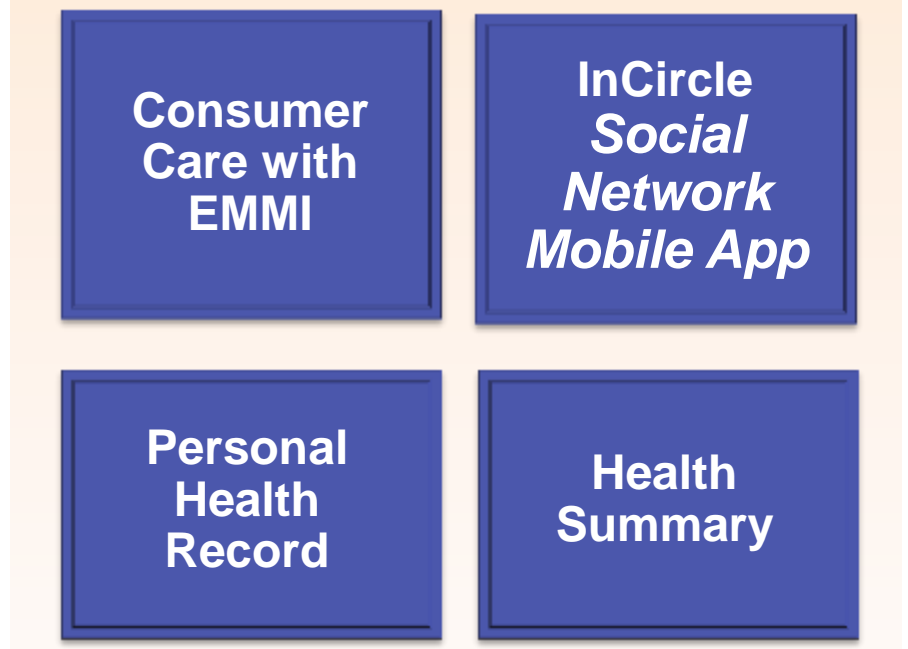 Consumer
Care with
EMMI
InCircle
Social
Network
Mobile App
Personal
Health
Record
Health
Summary